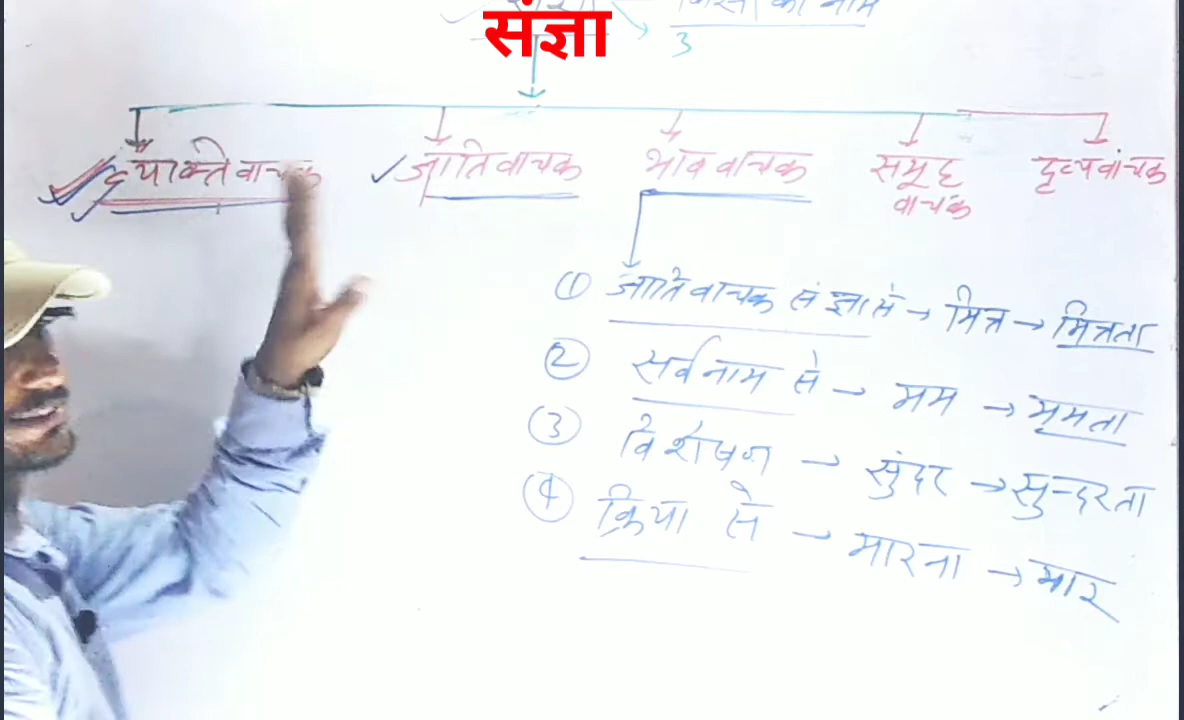 संज्ञा
3
व्यक्तिवाचक जातिवाचक भाववाचक समूह वाचक द्रव्यवाचक
① जातिवाचक संज्ञा से → मित्र → मित्रता
② सर्वनाम से → मम → ममता
③ विशेषण → सुंदर → सुन्दरता
④ क्रिया से → मारना → मार